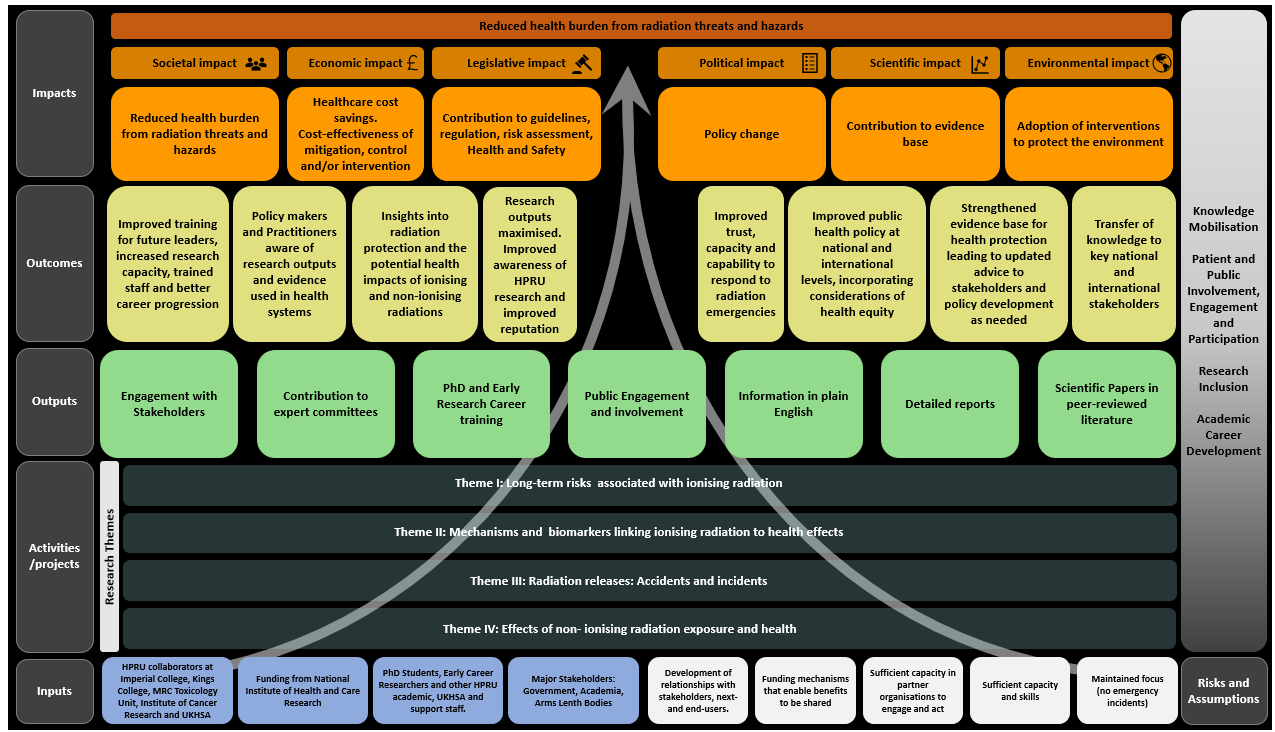 Impacts
Reduced health burden from radiation threats and hazards
Societal impact
Economic impact £
Legislative impact
Political impact
Scientific impact
Environmental impact
Reduced health burden
from radiation threats and
hazards
Healthcare cost
savings.
Cost-effectiveness of
mitigation, control
and/or intervention
Contribution to guidelines,
regulation, risk assessment,
Health and Safety
Policy change
Contribution to evidence
base
Adoption of interventions
to protect the environment
Outcomes
Improved training
for future leaders,
increased research
capacity, trained
staff and better
career progression
Policy makers
and Practitioners
aware of
research outputs
and evidence
used in health
systems
Insights into
radiation
protection and the
potential health
impacts of ionising
and non-ionising
radiations
Research
outputs
maximised.
Improved
awareness of
HPRU
research and
improved
reputation
Improved
trust,
capacity and
capability to
respond to
radiation
emergencies
Improved public
health policy at
national and
international
levels, incorporating
considerations of
health equity
Strengthened
evidence base for
health protection
leading to updated
advice to
stakeholders and
policy development
as needed
Transfer of
knowledge to
key national
and
international
stakeholders
Outputs
Engagement with
Stakeholders
Contribution to
expert committees
PhD and Early
Research Career
training
Public Engagement
and involvement
Information in plain
English
Detailed reports
Scientific Papers in
peer-reviewed
literature
Activities
/projects
Research Themes
Theme I: Long-term risks associated with ionising radiation
Theme II: Mechanisms and biomarkers linking ionising radiation to health effects
Theme III: Radiation releases: Accidents and incidents
Theme IV: Effects of non- ionising radiation exposure and health
Inputs
HPRU collaborators at
Imperial College, Kings
College, MRC Toxicology
Unit, Institute of Cancer
Research and UKHSA
Funding from National
Institute of Health and Care
Research
PhD Students, Early Career
Researchers and other HPRU
academic, UKHSA and
support staff.
Major Stakeholders:
Government, Academia,
Arms Lenth Bodies
Development of
relationships with
stakeholders, next-
and end-users.
Funding mechanisms
that enable benefits
to be shared
Sufficient capacity in
partner
organisations to
engage and act
Sufficient capacity
and skills
Maintained focus
(no emergency
incidents)
Knowledge
Mobilisation
Patient and
Public
Involvement,
Engagement
and
Participation
Research
Inclusion
Academic
Career
Development
Risks and
Assumptions